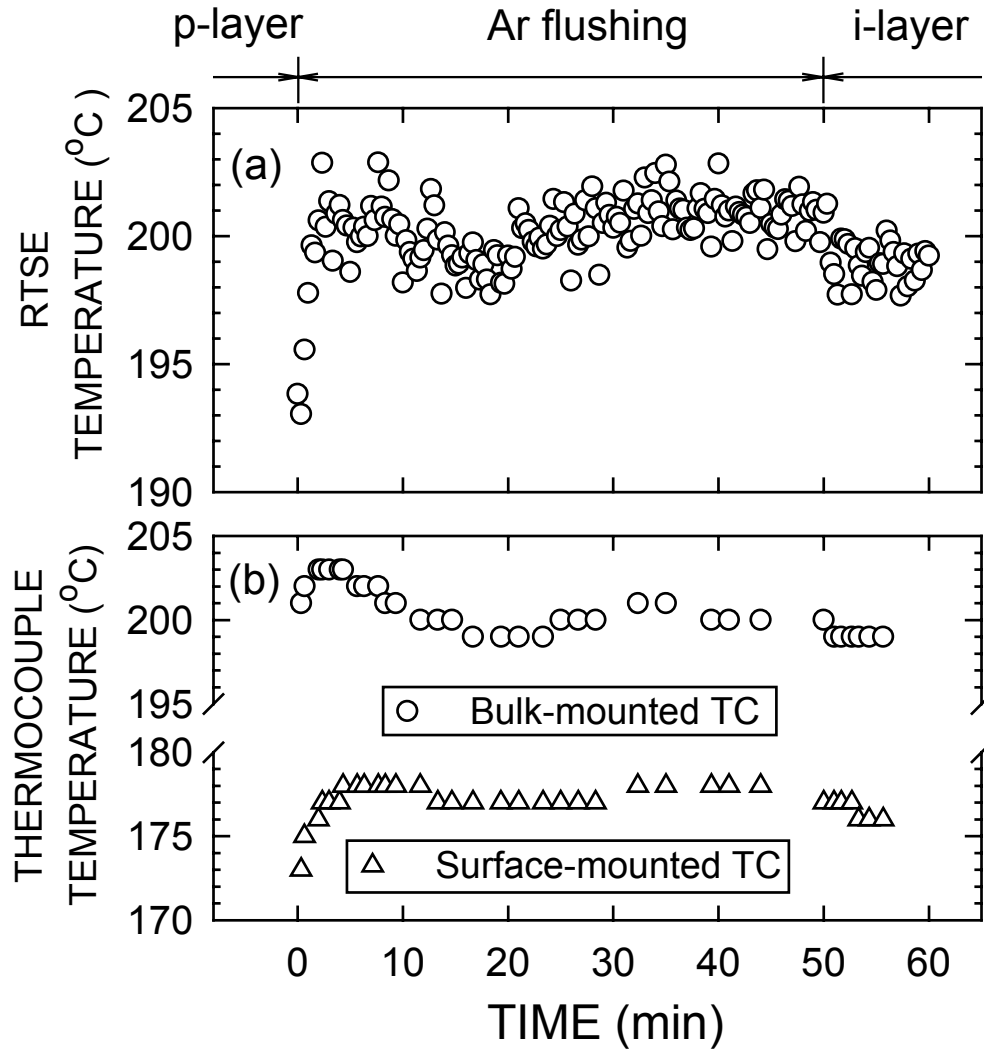 p-layer Ar flushing i-layer
(a)
RTSE
TEMPERATURE (°C)
205
200
195
190
(b)
THERMOCOUPLE
TEMPERATURE (°C)
205
200
195
Bulk-mounted TC
180
175
170
Surface-mounted TC
0 10 20 30 40 50 60
TIME (min)